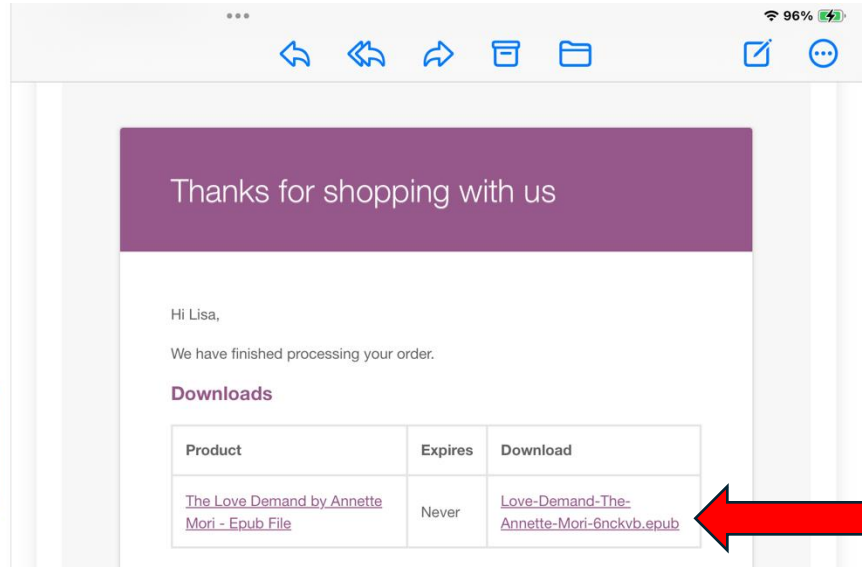 96%
Thanks for shopping with us
Hi Lisa,
We have finished processing your order.
Downloads
Product Expires Download
The Love Demand by Annette
Mori - Epub File
Never
Love-Demand-The-
Annette-Mori-6nckvb.epub